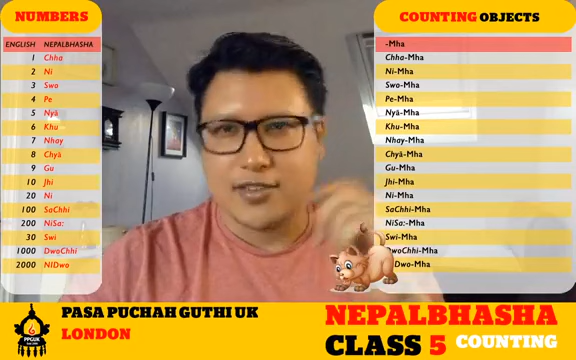 NUMBERS
ENGLISH NEPALBHASHA
1 Chha
2 Ni
3 Swo
4 Pe
5 Nyā
6 Khu
7 Nhay
8 Chyā
9 Gu
10 Jhi
20 Ni
100 SaChhi
200 NiSa:
30 Swi
1000 DwoChhi
2000 NIDwo
COUNTING OBJECTS
-Mha
Chha-Mha
Ni-Mha
Swo-Mha
Pe-Mha
Nyā-Mha
Khu-Mha
Nhay-Mha
Chyā-Mha
Gu-Mha
Jhi-Mha
Ni-Mha
SaChhi-Mha
NiSa:-Mha
Swi-Mha
DwoChhi-Mha
Dwo-Mha
PPGUK
PASA PUCHAH GUTHI UK
LONDON
NEPALBHASHA
CLASS 5 COUNTING